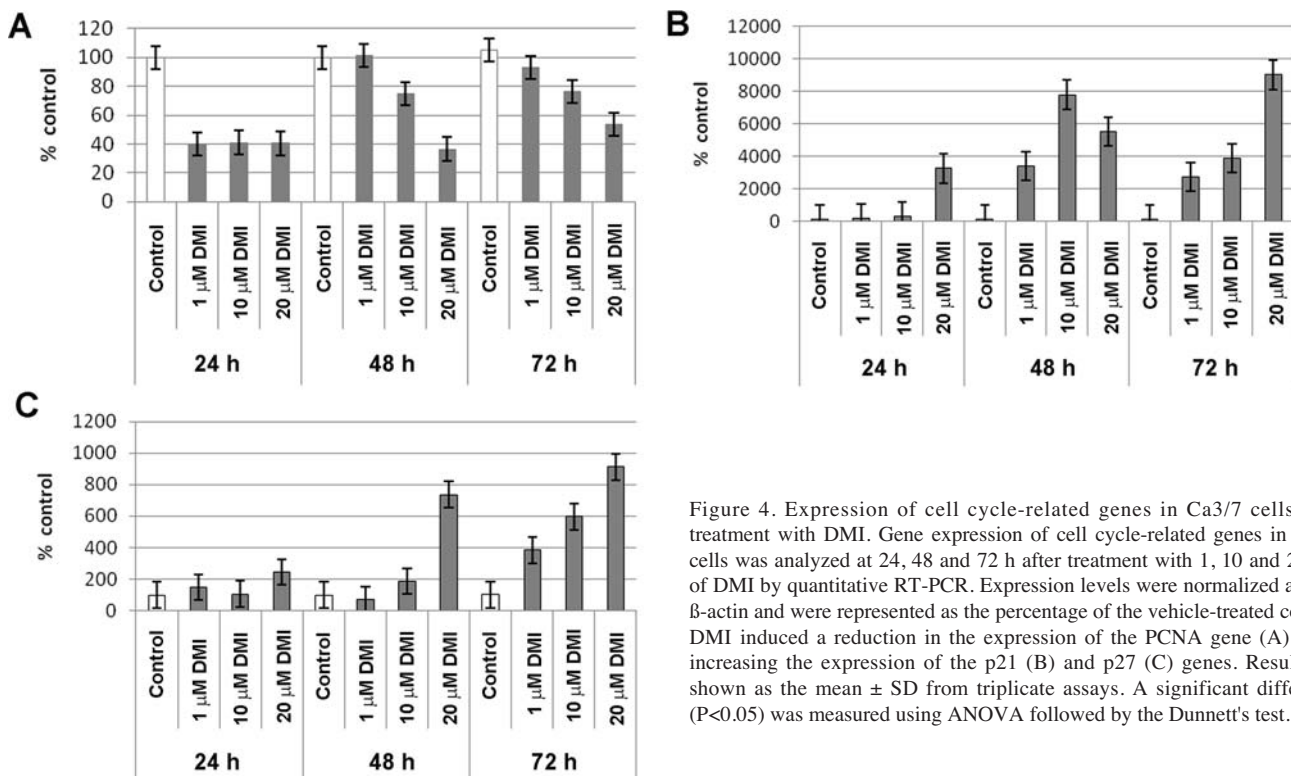 A
120
100
80
60
40
20
0
% control
Control
1 μM DMI
10 μM DMI
20 μM DMI
Control
1 μM DMI
10 μM DMI
20 μM DMI
Control
1 μM DMI
10 μM DMI
20 μM DMI
24 h 48 h 72 h
B
12000
10000
8000
6000
4000
2000
0
% control
Control
1 μM DMI
10 μM DMI
20 μM DMI
Control
1 μM DMI
10 μM DMI
20 μM DMI
Control
1 μM DMI
10 μM DMI
20 μM DMI
24 h 48 h 72 h
C
1200
1000
800
600
400
200
0
% control
Control
1 μM DMI
10 μM DMI
20 μM DMI
Control
1 μM DMI
10 μM DMI
20 μM DMI
Control
1 μM DMI
10 μM DMI
20 μM DMI
24 h 48 h 72 h
Figure 4. Expression of cell cycle-related genes in Ca3/7 cells
treatment with DMI. Gene expression of cell cycle-related genes in
cells was analyzed at 24, 48 and 72 h after treatment with 1, 10 and 2
of DMI by quantitative RT-PCR. Expression levels were normalized a
ß-actin and were represented as the percentage of the vehicle-treated co
DMI induced a reduction in the expression of the PCNA gene (A)
increasing the expression of the p21 (B) and p27 (C) genes. Resul
shown as the mean ± SD from triplicate assays. A significant diffe
(P<0.05) was measured using ANOVA followed by the Dunnett's test.